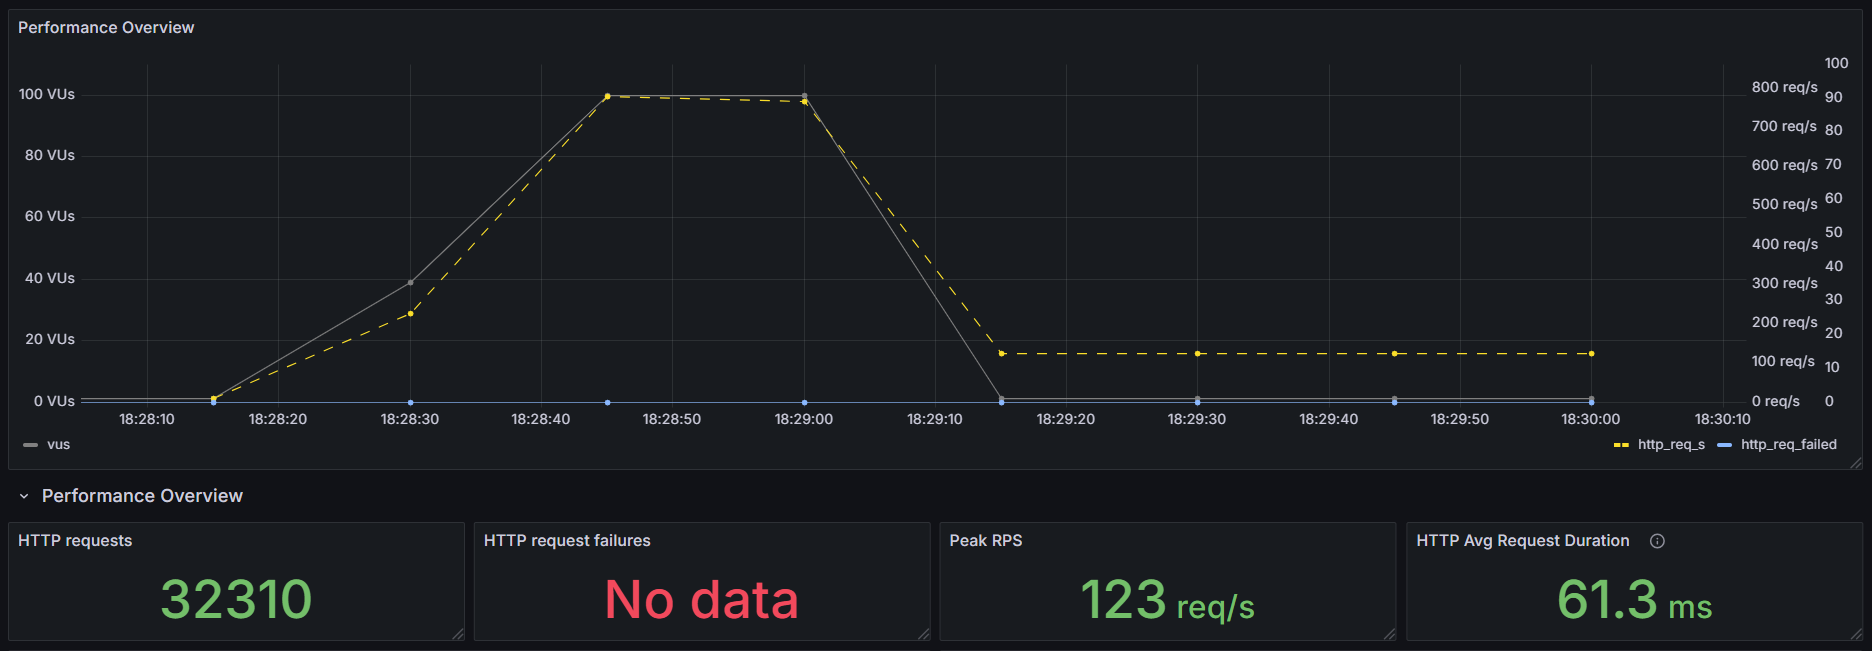 Performance Overview
100
100 VUs
800 req/s
90
700 req/s
80
80 VUs
600 req/s
70
60 VUs
500 req/s
60
400 req/s
50
40 VUs
300 req/s
40
30
20 VUs
200 req/s
20
100 req/s
10
0 VUs
0 req/s
0
18:28:10 18:28:20 18:28:30 18:28:40 18:28:50 18:29:00 18:29:10 18:29:20 18:29:30 18:29:40 18:29:50 18:30:00 18:30:10
vus
http_req_s http_req_failed
Performance Overview
HTTP requests
32310
HTTP request failures
No data
Peak RPS
123 req/s
HTTP Avg Request Duration
61.3 ms